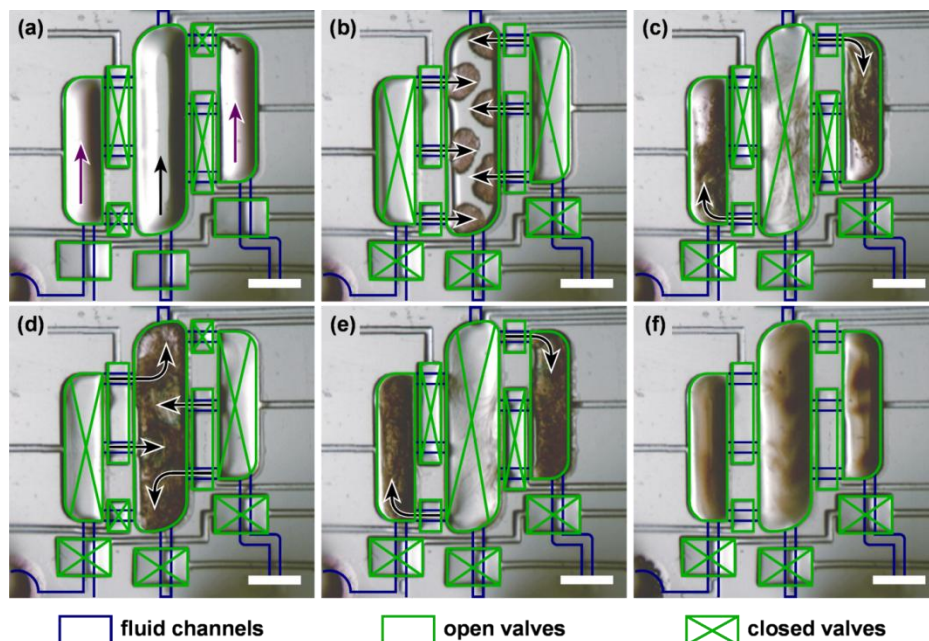 (a)
(b)
(c)
(d)
(e)
(f)
fluid channels
open valves
closed valves